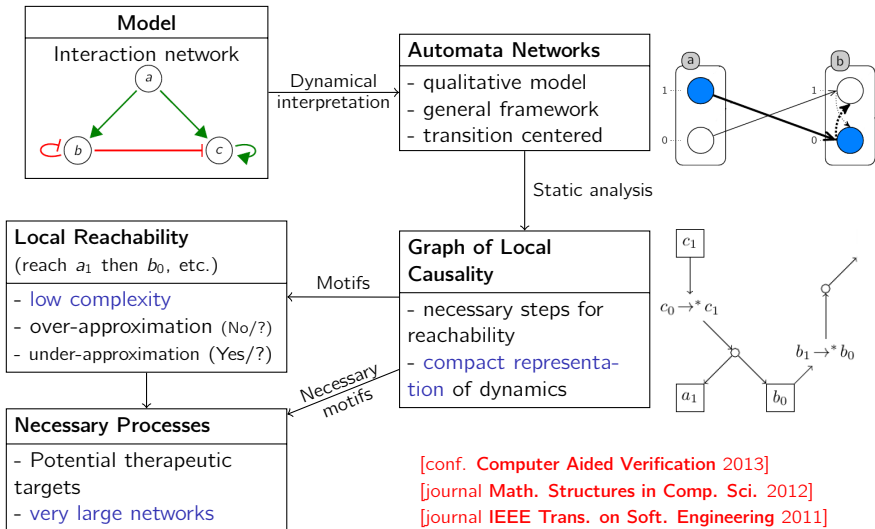 Model
Interaction network
a
b
c
Dynamical
interpretation
Automata Networks
- qualitative model
- general framework
- transition centered
a
b
1
0
1
0
Static analysis
Local Reachability
(reach a₁ then b₀, etc.)
- low complexity
- over-approximation (No/?)
- under-approximation (Yes/?)
Motifs
Graph of Local
Causality
- necessary steps for
reachability
- compact representa-
tion of dynamics
c₁
c₀ →* c₁
a₁
b₀
b₁ →* b₀
Necessary
motifs
Necessary Processes
- Potential therapeutic
targets
- very large networks
[conf. Computer Aided Verification 2013]
[journal Math. Structures in Comp. Sci. 2012]
[journal IEEE Trans. on Soft. Engineering 2011]